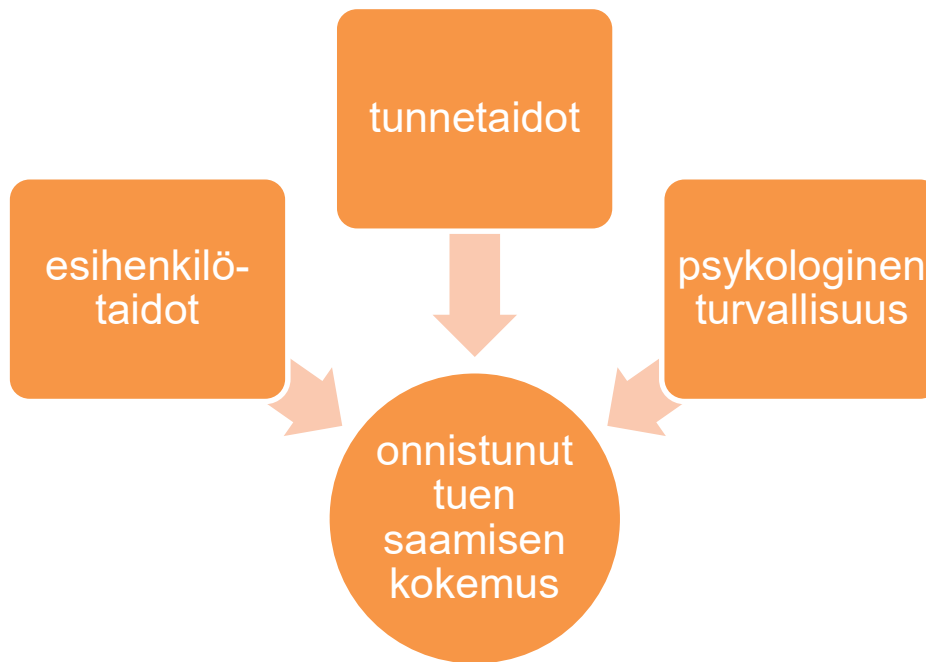 tunnetaidot
esihenkilö-
taidot
psykologinen
turvallisuus
onnistunut
tuen
saamisen
kokemus